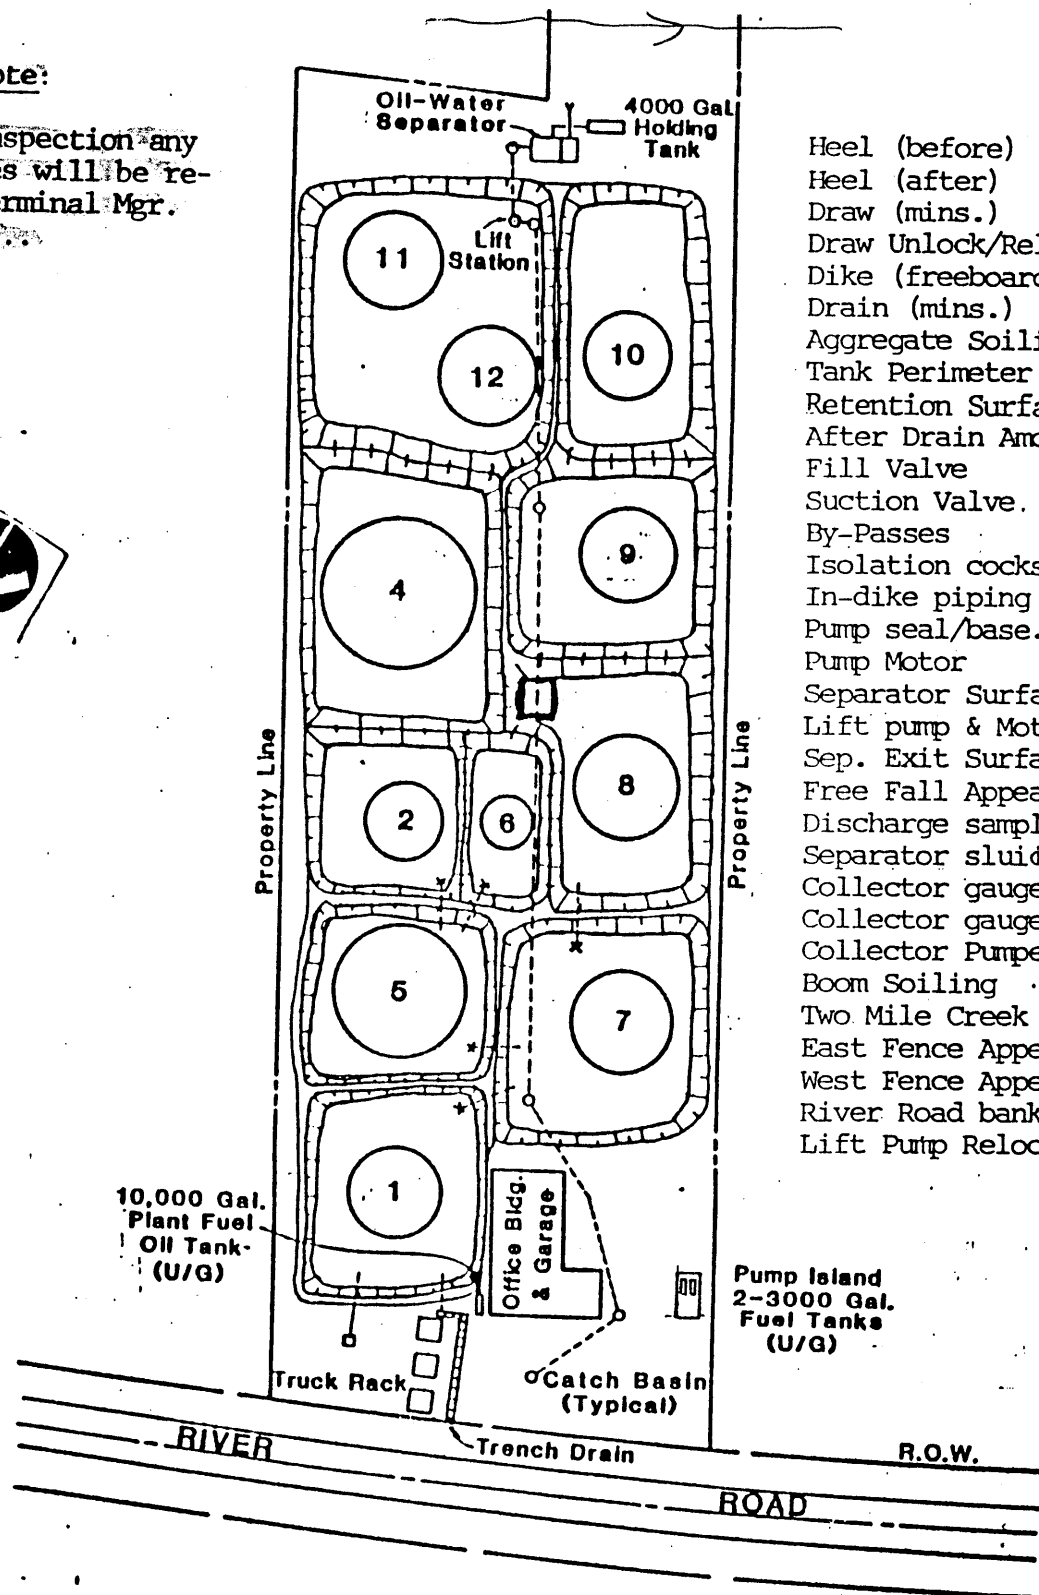 ote:
nspection any
es will be re-
erminal Mgr.
Oil-Water
Separator
4000 Gal.
Holding
Tank
Lift
Station
11
12
10
4
9
2
6
8
5
7
1
Property Line
Property Line
10,000 Gal.
Plant Fuel
Oil Tank
(U/G)
Office Bldg.
& Garage
Pump Island
2-3000 Gal.
Fuel Tanks
(U/G)
Truck Rack
Catch Basin
(Typical)
Trench Drain
R.O.W.
RIVER
ROAD
Heel (before)
Heel (after)
Draw (mins.)
Draw Unlock/Rel
Dike (freeboard
Drain (mins.)
Aggregate Soili
Tank Perimeter
Retention Surfa
After Drain Amo
Fill Valve
Suction Valve.
By-Passes
Isolation cocks
In-dike piping
Pump seal/base.
Pump Motor
Separator Surfa
Lift pump & Mot
Sep. Exit Surfa
Free Fall Appea
Discharge sampl
Separator sluid
Collector gauge
Collector gauge
Collector Pumpe
Boom Soiling
Two Mile Creek
East Fence Appe
West Fence Appe
River Road bank
Lift Pump Reloc